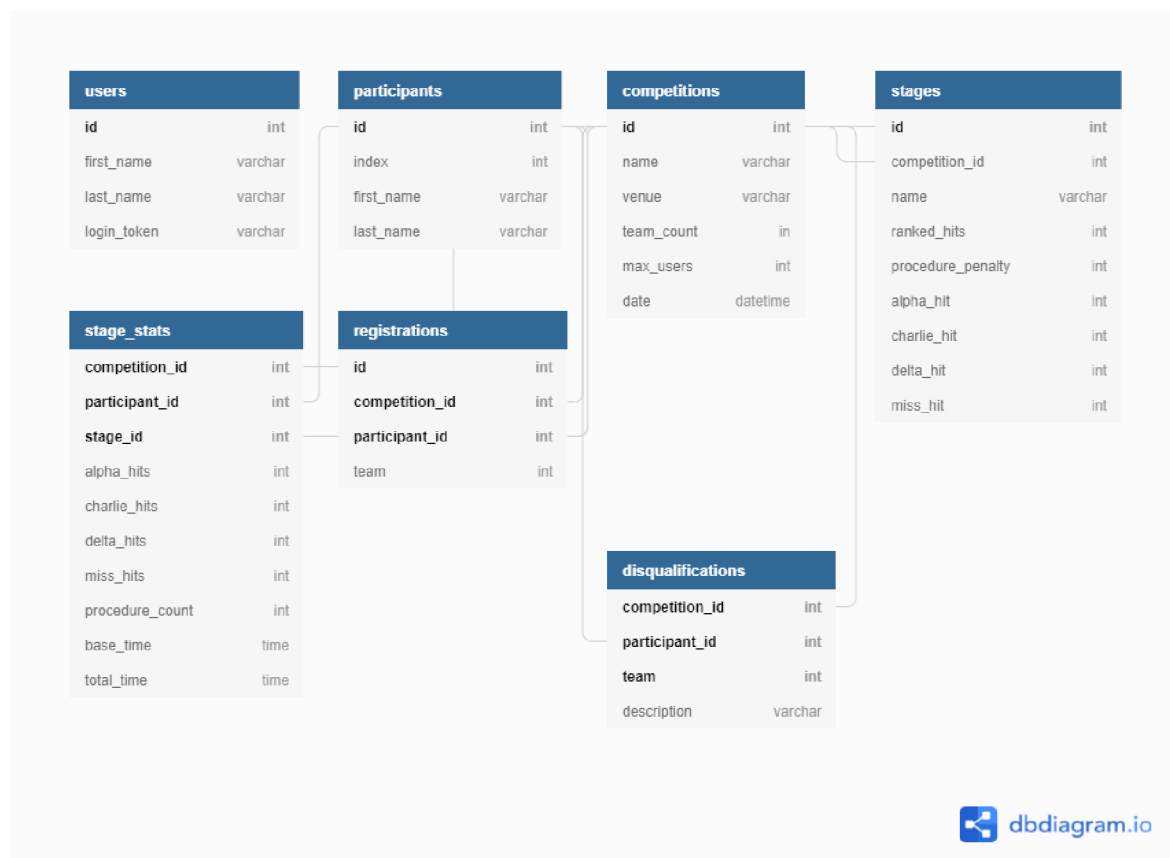 users
id int
first_name varchar
last_name varchar
login_token varchar
participants
id int
index int
first_name varchar
last_name varchar
competitions
id int
name varchar
venue varchar
team_count in
max_users int
date datetime
stages
id int
competition_id int
name varchar
ranked_hits int
procedure_penalty int
alpha_hit int
charlie_hit int
delta_hit int
miss_hit int
stage_stats
competition_id int
participant_id int
stage_id int
alpha_hits int
charlie_hits int
delta_hits int
miss_hits int
procedure_count int
base_time time
total_time time
registrations
id int
competition_id int
participant_id int
team int
disqualifications
competition_id int
participant_id int
team int
description varchar
dbdiagram.io